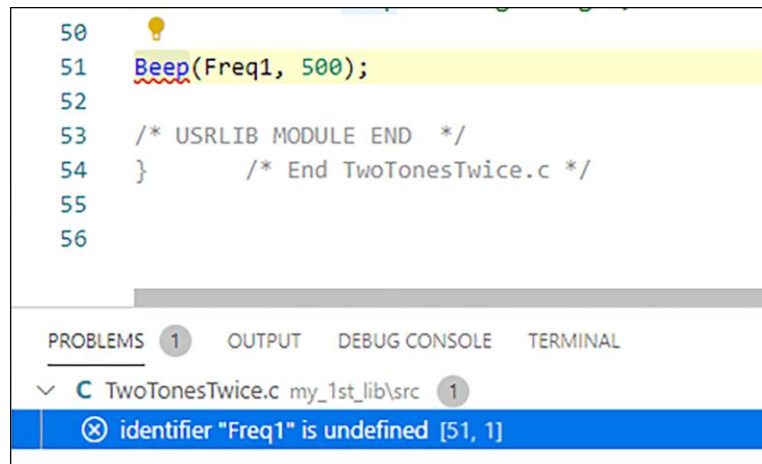 50
51 Beep(Freq1, 500);
52
53 /* USRLIB MODULE END  */
54 }       /* End TwoTonesTwice.c */
55
56
PROBLEMS 1 OUTPUT DEBUG CONSOLE TERMINAL
C TwoTonesTwice.c my_1st_lib\src 1
identifier "Freq1" is undefined [51, 1]